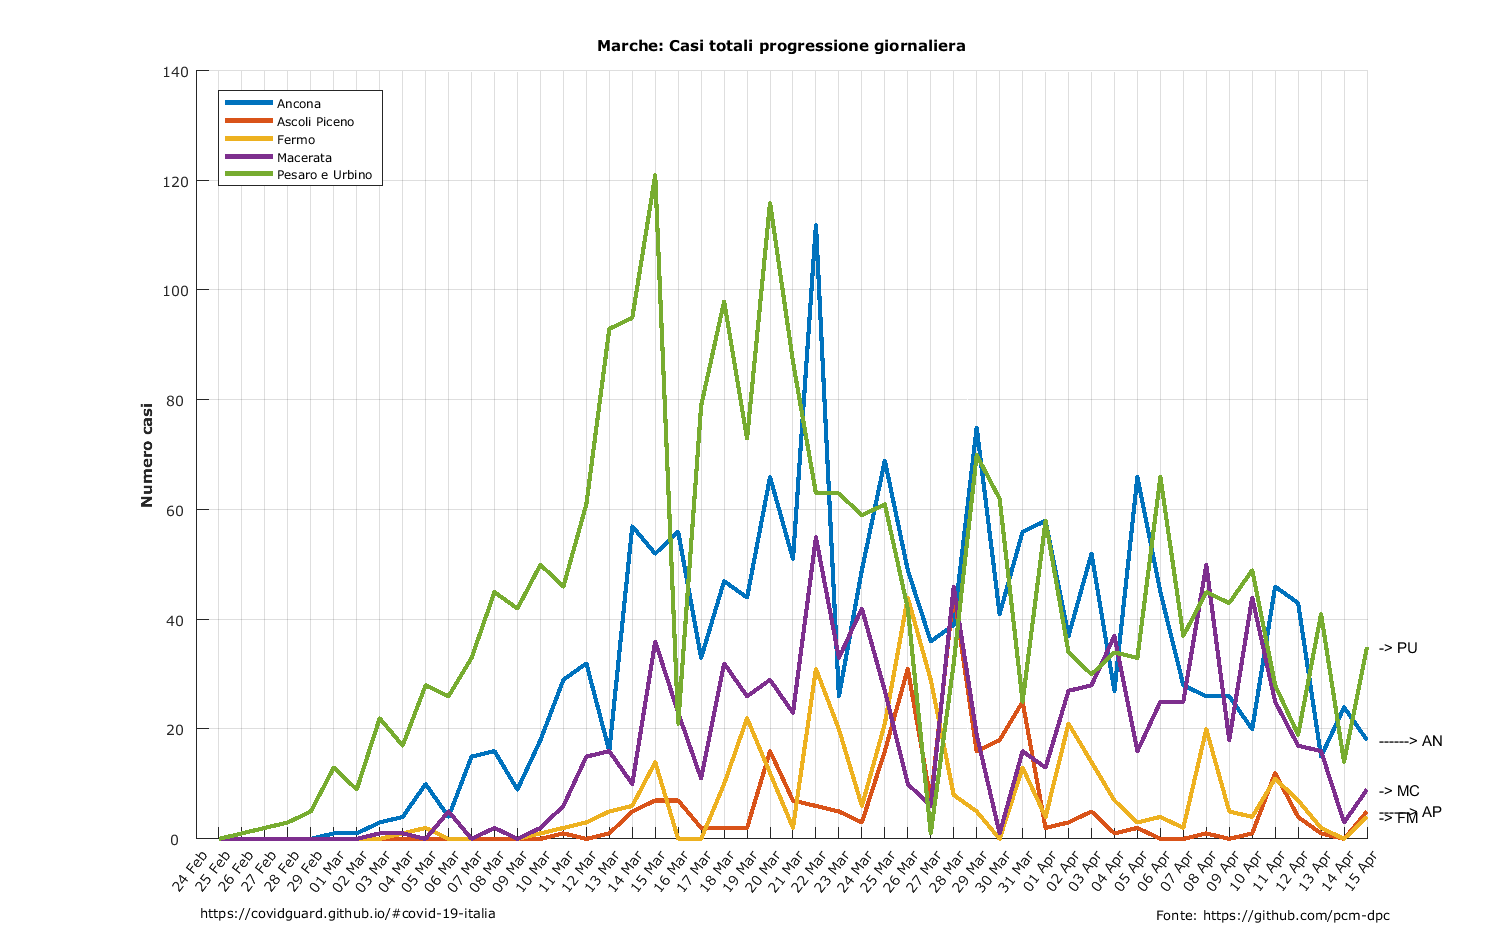 Marche: Casi totali progressione giornaliera
140
120
100
80
60
40
20
0
Numero casi
Ancona
Ascoli Piceno
Fermo
Macerata
Pesaro e Urbino
-> PU
------> AN
-> MC
----> AP
-> FM
24 Feb
25 Feb
26 Feb
27 Feb
28 Feb
29 Feb
01 Mar
02 Mar
03 Mar
04 Mar
05 Mar
06 Mar
07 Mar
08 Mar
09 Mar
10 Mar
11 Mar
12 Mar
13 Mar
14 Mar
15 Mar
16 Mar
17 Mar
18 Mar
19 Mar
20 Mar
21 Mar
22 Mar
23 Mar
24 Mar
25 Mar
26 Mar
27 Mar
28 Mar
29 Mar
30 Mar
31 Mar
01 Apr
02 Apr
03 Apr
04 Apr
05 Apr
06 Apr
07 Apr
08 Apr
09 Apr
10 Apr
11 Apr
12 Apr
13 Apr
14 Apr
15 Apr
https://covidguard.github.io/#covid-19-italia
Fonte: https://github.com/pcm-dpc